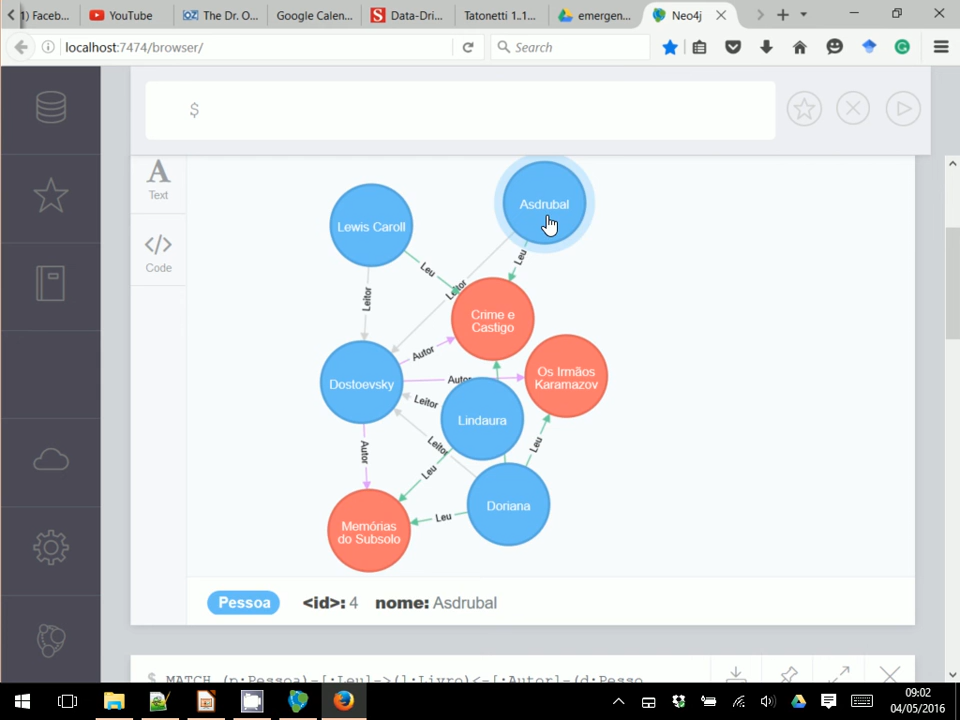 1) Faceb...
YouTube
The Dr. O...
Google Calen...
Data-Dri...
Tatonetti 1.1...
emergen...
Neo4j
localhost:7474/browser/
Search
$
A
Text
</>
Code
Asdrubal
Lewis Caroll
Leu
Leu
Leitor
Leitor
Crime e
Castigo
Autor
Dostoevsky
Autor
Os Irmãos
Karamazov
Leitor
Lindaura
Leitor
Leu
Autor
Leu
Doriana
Leu
Memórias
do Subsolo
Pessoa
<id>: 4 nome: Asdrubal
$ MATCH (n:Pessoa)-[:Leu]->(l:Livro)<-[:Autor]-(d:Pesso
09:02
04/05/2016